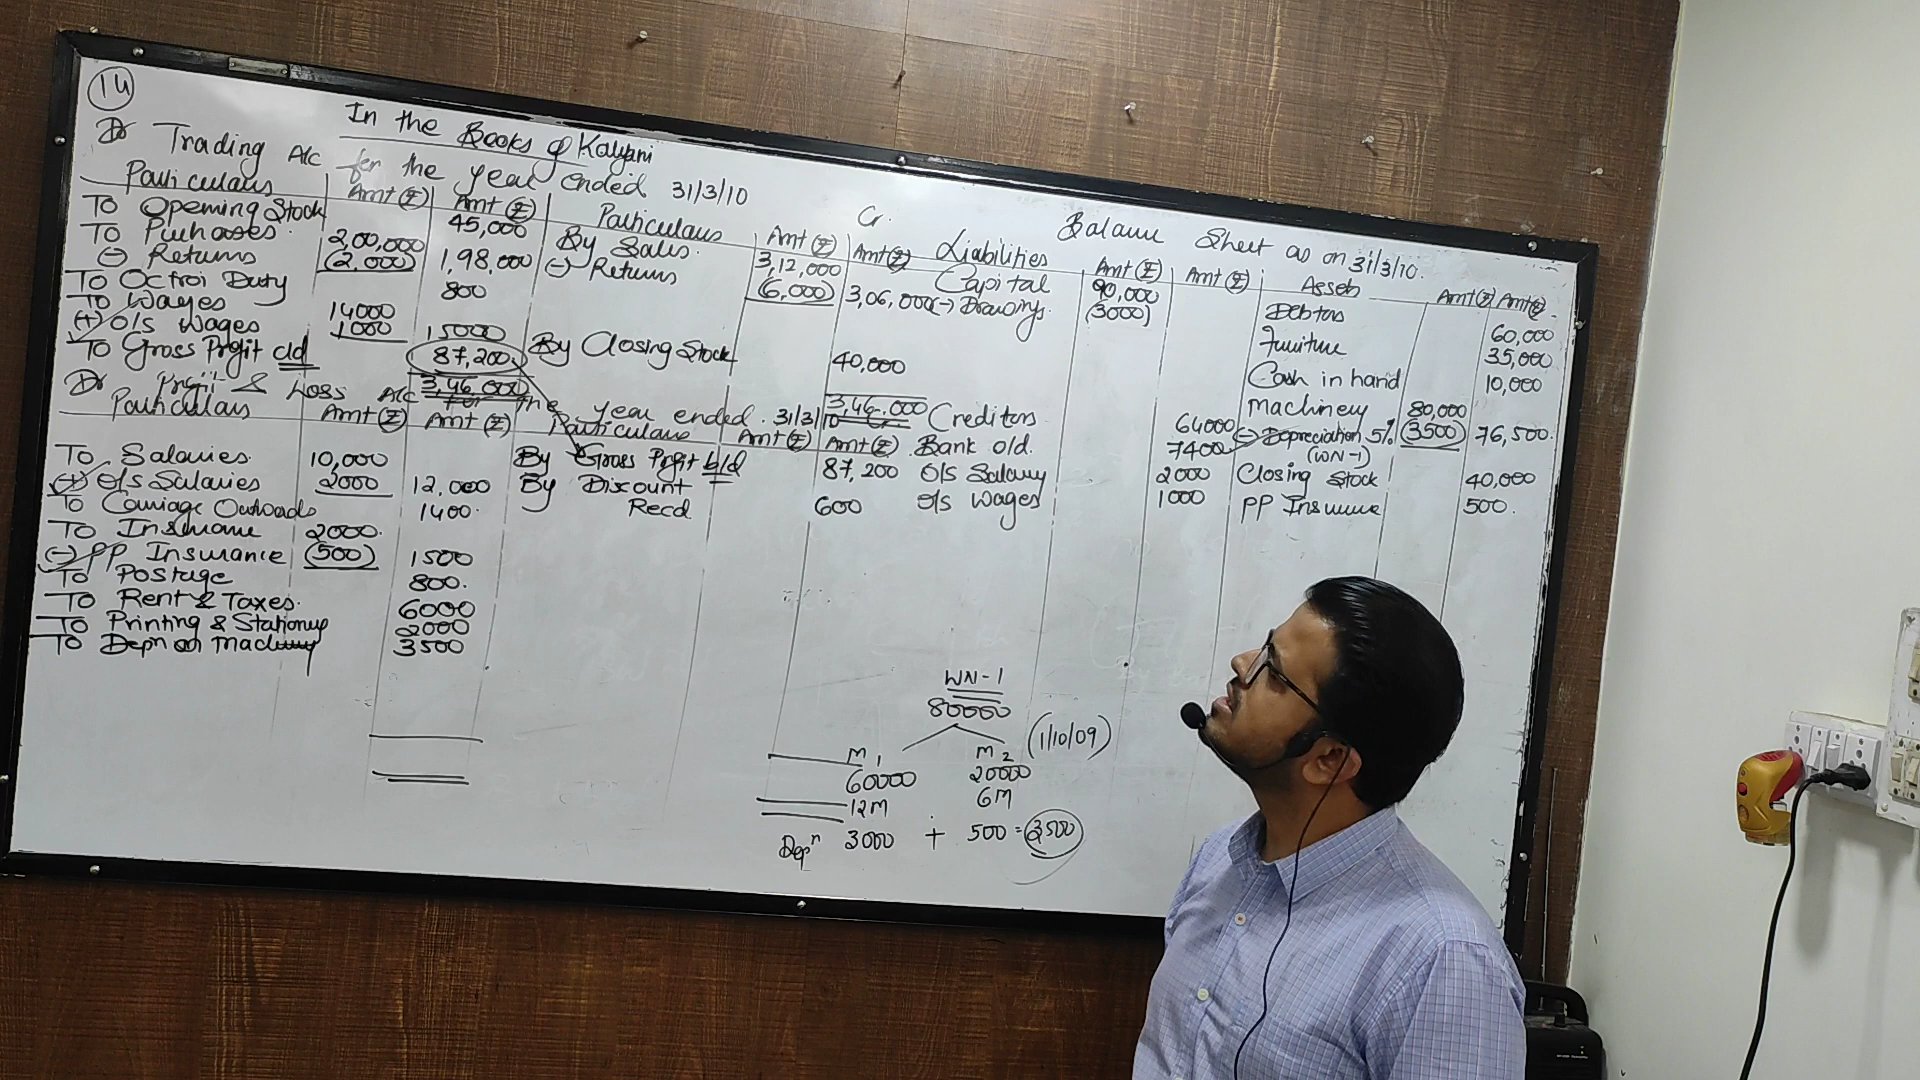 14
In the Books of Kalyani
Dr Trading A/c for the year ended 31/3/10 Cr.
Particulars Amt (₹) Amt (₹) Particulars Amt (₹) Amt (₹)
To Opening Stock 45,000 By Sales 3,12,000
To Purchases 2,00,000 (-) Returns (6,000) 3,06,000
(-) Returns (2,000) 1,98,000
To Octroi Duty 800
To Wages 14000
(+) O/s Wages 1000 15000
To Gross Profit c/d 87,200 By Closing Stock 40,000
3,46,000 3,46,000
Dr Profit & Loss A/c for the year ended 31/3/10 Cr
Particulars Amt (₹) Amt (₹) Particulars Amt (₹) Amt (₹)
To Salaries 10,000 By Gross Profit b/d 87,200
(+) O/s Salaries 2000 12,000 By Discount Recd 600
To Carriage Outwards 1400
To Insurance 2000
(-) PP Insurance (500) 1500
To Postage 800
To Rent & Taxes 6000
To Printing & Stationery 2000
To Depn on Machinery 3500
Balance Sheet as on 31/3/10
Liabilities Amt (₹) Amt (₹) Assets Amt (₹) Amt (₹)
Capital 90,000 Debtors 60,000
(-) Drawings (3000) Furniture 35,000
Cash in hand 10,000
Machinery 80,000
Creditors 64000 (-) Depreciation 5% (3500) 76,500
Bank o/d 7400 (WN-1)
O/s Salary 2000 Closing Stock 40,000
O/s Wages 1000 PP Insurance 500
WN-1
80000
M1 M2 (1/10/09)
60000 20000
12M 6M
Depn 3000 + 500 = 3500